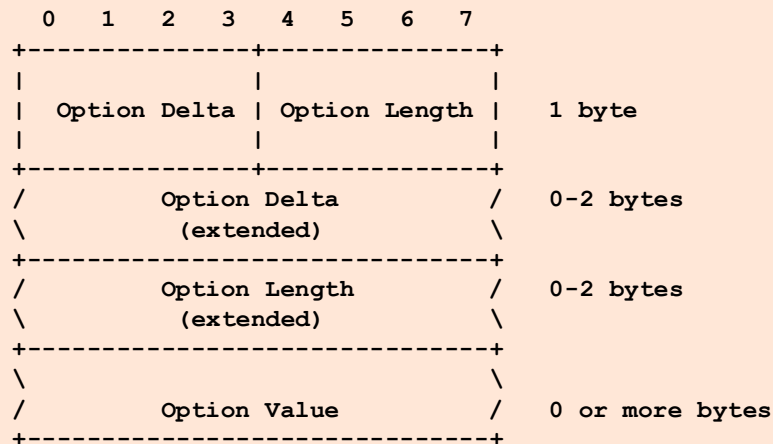 0 1 2 3 4 5 6 7
+---------------+---------------+
| | |
| Option Delta | Option Length | 1 byte
| | |
+---------------+---------------+
/ Option Delta / 0-2 bytes
\ (extended) \
+-------------------------------+
/ Option Length / 0-2 bytes
\ (extended) \
+-------------------------------+
\ \
/ Option Value / 0 or more bytes
+-------------------------------+